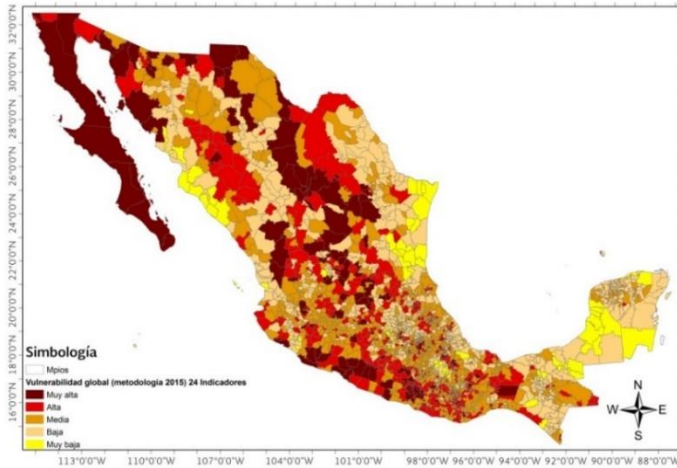 32°0'0"N
30°0'0"N
28°0'0"N
26°0'0"N
24°0'0"N
22°0'0"N
20°0'0"N
18°0'0"N
16°0'0"N
Simbología
Mpios
Vulnerabilidad global (metodologia 2015) 24 Indicadores
Muy alta
Alta
Media
Baja
Muy baja
N
W E
S
113°0'0"W 110°0'0"W 107°0'0"W 104°0'0"W 101°0'0"W 98°0'0"W 96°0'0"W 94°0'0"W 92°0'0"W 90°0'0"W 88°0'0"W